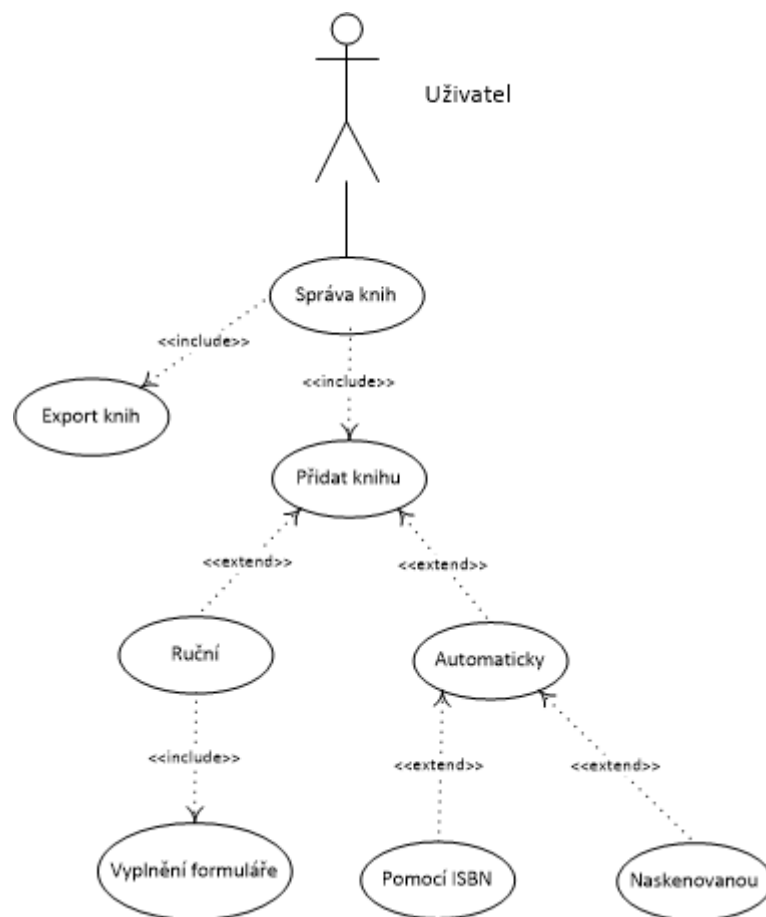 Uživatel
Správa knih
<<include>>
<<include>>
Export knih
Přidat knihu
<<extend>>
<<extend>>
Ruční
Automaticky
<<include>>
<<extend>>
<<extend>>
Vyplnění formuláře
Pomocí ISBN
Naskenovanou